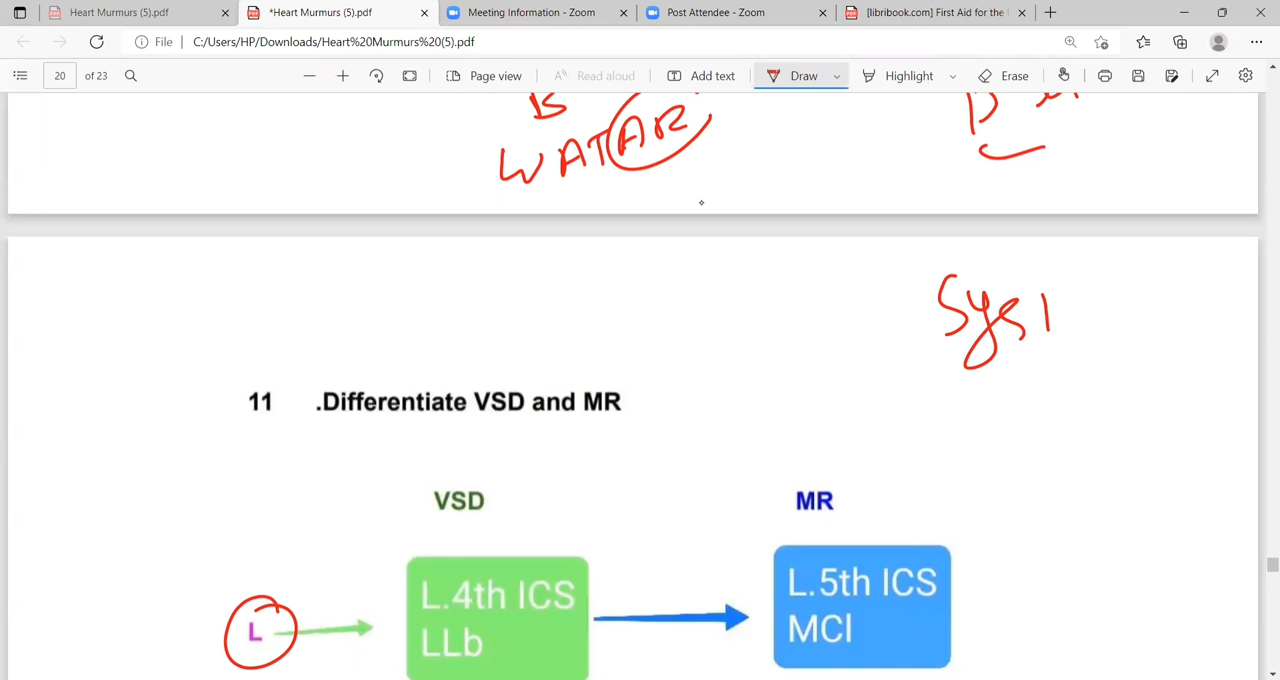 Heart Murmurs (5).pdf
*Heart Murmurs (5).pdf
Meeting Information - Zoom
Post Attendee - Zoom
[libribook.com] First Aid for the
File
C:/Users/HP/Downloads/Heart%20Murmurs%20(5).pdf
20 of 23
Page view
Read aloud
Add text
Draw
Highlight
Erase
B
WATAR
Sys
11 .Differentiate VSD and MR
VSD
MR
L
L.4th ICS
LLb
L.5th ICS
MCl